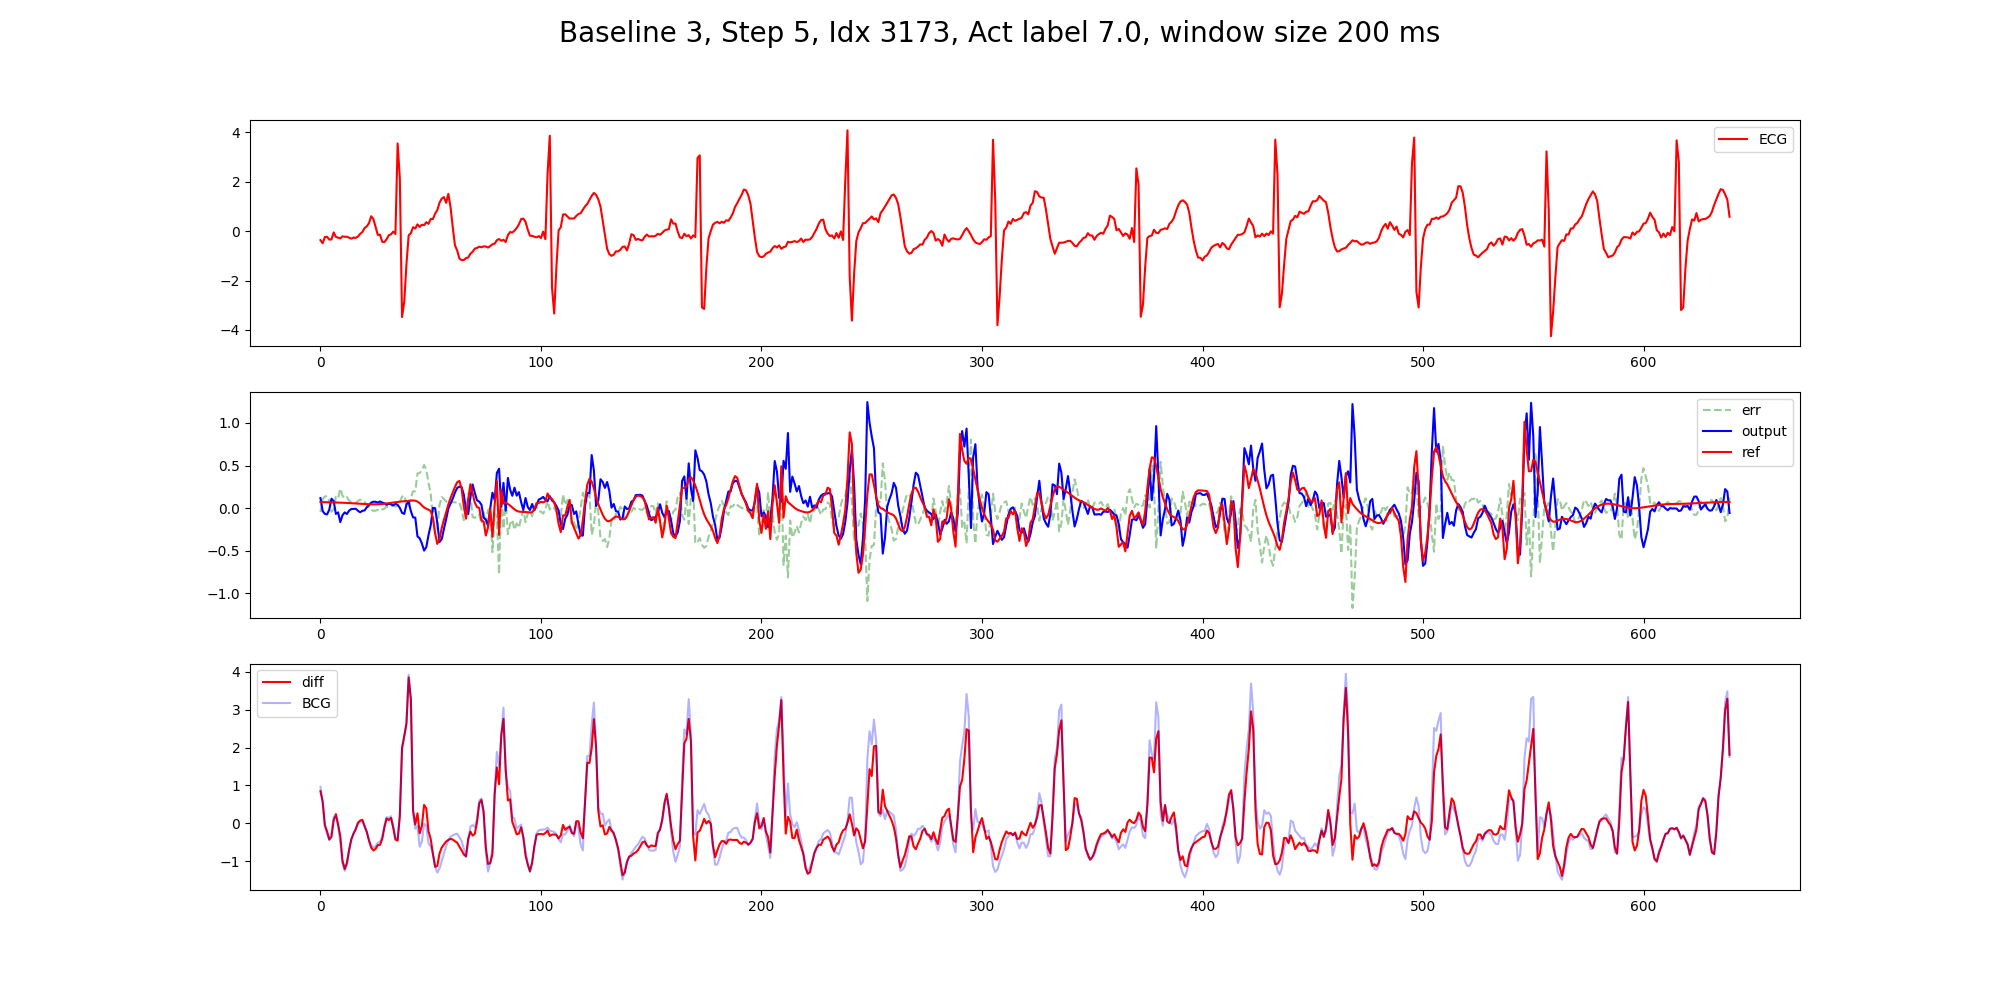 Baseline 3, Step 5, Idx 3173, Act label 7.0, window size 200 ms
4
2
0
−2
−4
ECG
0 100 200 300 400 500 600
1.0
0.5
0.0
−0.5
−1.0
err
output
ref
0 100 200 300 400 500 600
4
3
2
1
0
−1
diff
BCG
0 100 200 300 400 500 600